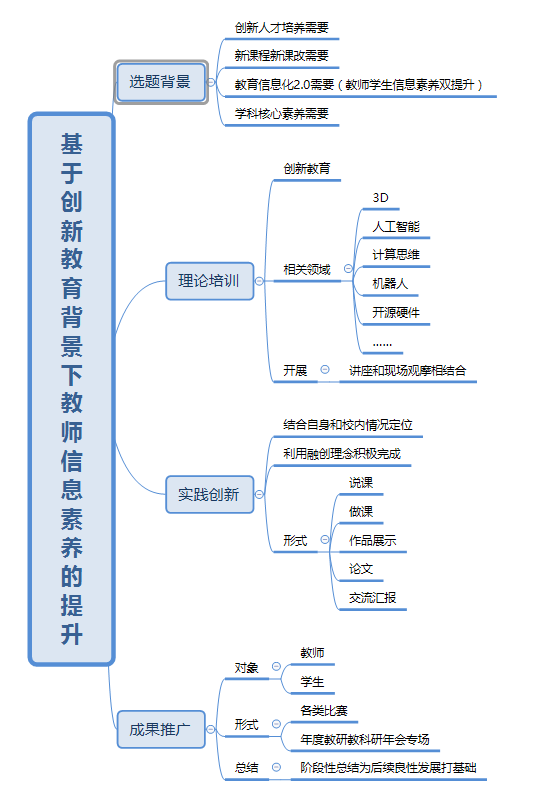 基于创新教育背景下教师信息素养的提升
选题背景
创新人才培养需要
新课程新课改需要
教育信息化2.0需要（教师学生信息素养双提升）
学科核心素养需要
理论培训
创新教育
相关领域
3D
人工智能
计算思维
机器人
开源硬件
......
开展
讲座和现场观摩相结合
实践创新
结合自身和校内情况定位
利用融创理念积极完成
形式
说课
做课
作品展示
论文
交流汇报
成果推广
对象
教师
学生
形式
各类比赛
年度教研教科研年会专场
总结
阶段性总结为后续良性发展打基础